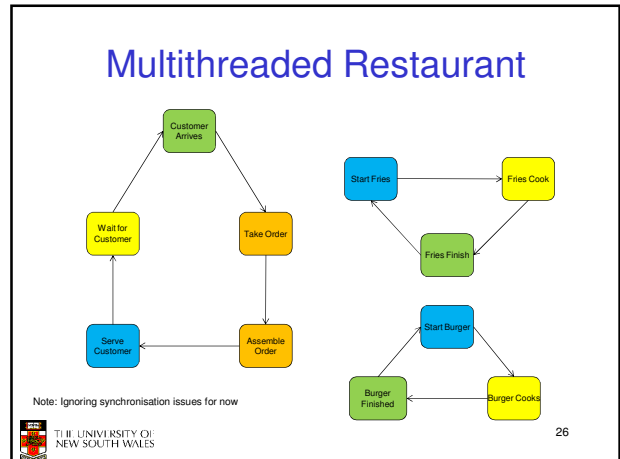 Multithreaded Restaurant
Customer
Arrives
Wait for
Customer
Take Order
Serve
Customer
Assemble
Order
Start Fries
Fries Cook
Fries Finish
Start Burger
Burger
Finished
Burger Cooks
Note: Ignoring synchronisation issues for now
THE UNIVERSITY OF
NEW SOUTH WALES
26